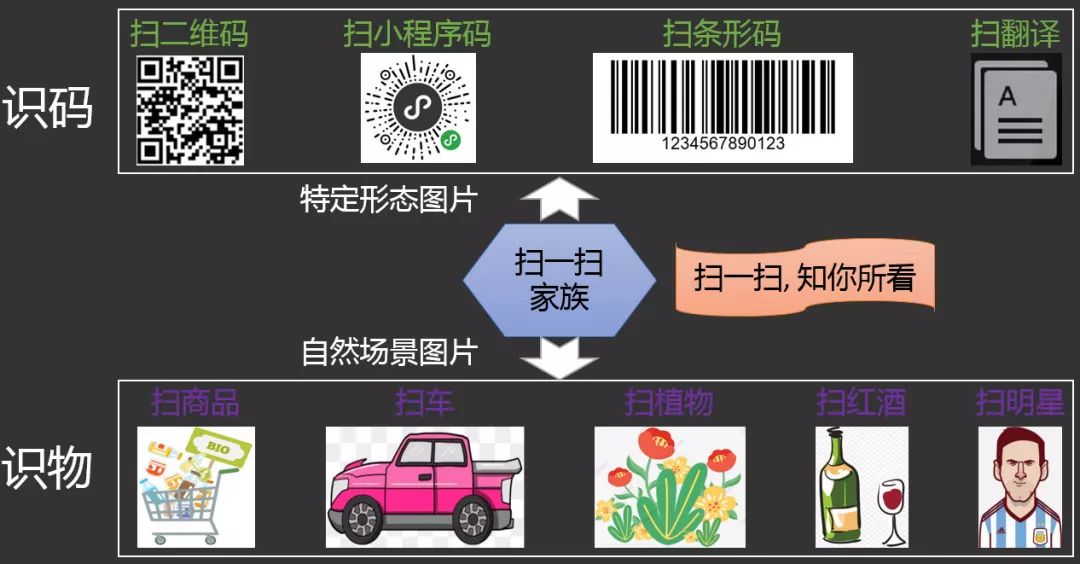 扫二维码
扫小程序码
扫条形码
扫翻译
识码
A
1234567890123
特定形态图片
扫一扫
家族
扫一扫, 知你所看
自然场景图片
扫商品
扫车
扫植物
扫红酒
扫明星
识物
BIO